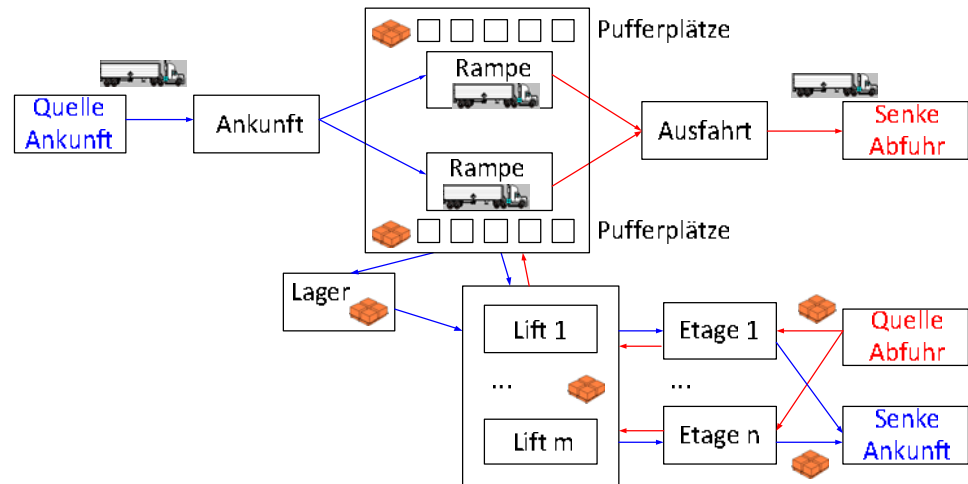 Pufferplätze
Rampe
Quelle
Ankunft
Ankunft
Ausfahrt
Senke
Abfuhr
Rampe
Pufferplätze
Lager
Lift 1
Etage 1
Quelle
Abfuhr
...
...
Lift m
Etage n
Senke
Ankunft